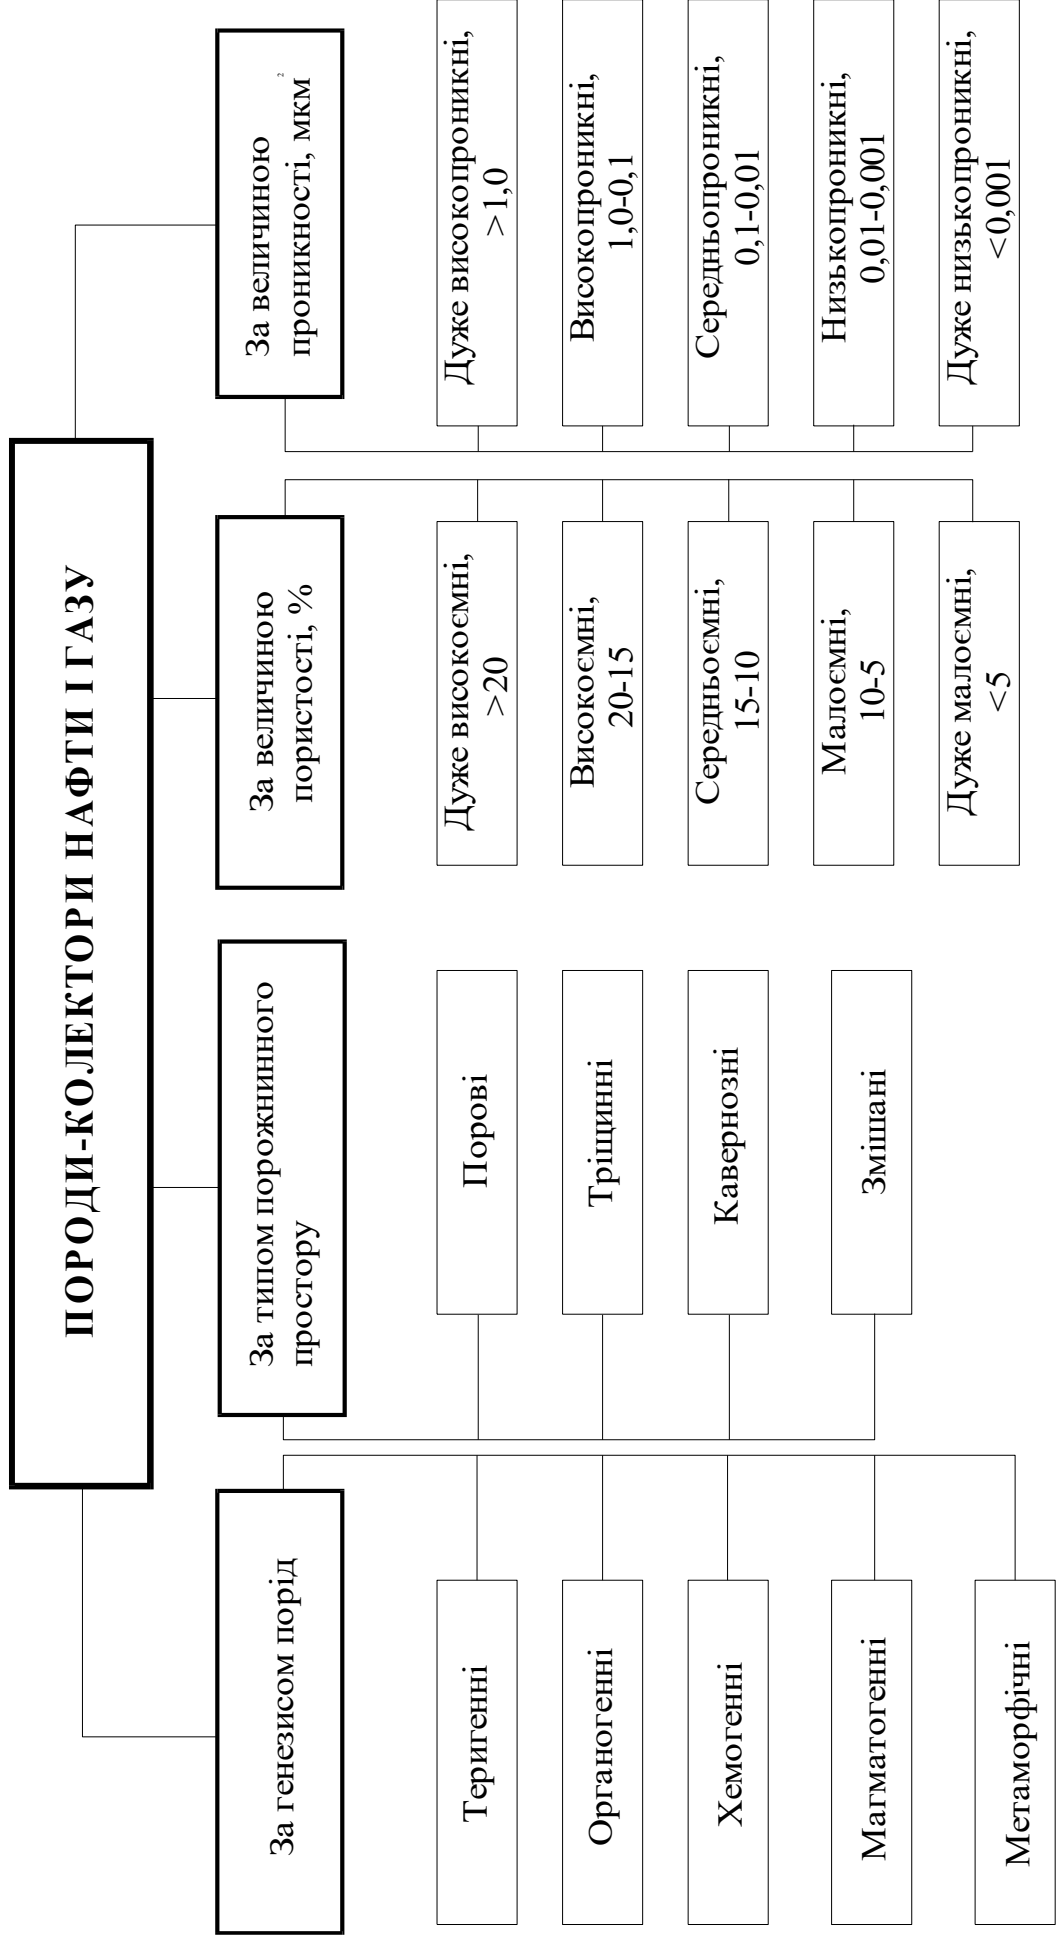 ПОРОДИ-КОЛЕКТОРИ НАФТИ І ГАЗУ
За генезисом порід
Теригенні
Органогенні
Хемогенні
Магматогенні
Метаморфічні
За типом порожнинного
простору
Порові
Тріщинні
Кавернозні
Змішані
За величиною
пористості, %
Дуже високоємні,
>20
Високоємні,
20-15
Середньоємні,
15-10
Малоємні,
10-5
Дуже малоємні,
<5
За величиною
проникності, мкм²
Дуже високопроникні,
>1,0
Високопроникні,
1,0-0,1
Середньопроникні,
0,1-0,01
Низькопроникні,
0,01-0,001
Дуже низькопроникні,
<0,001